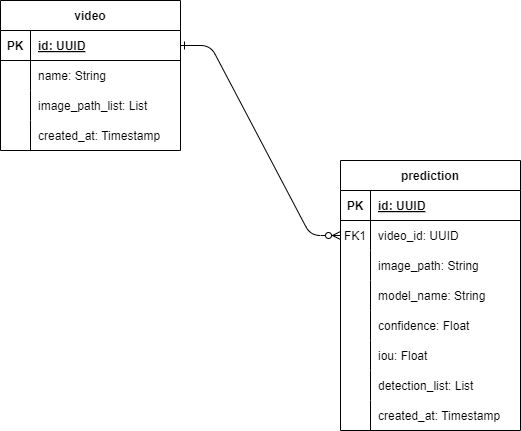 video
PK id: UUID
name: String
image_path_list: List
created_at: Timestamp
prediction
PK id: UUID
FK1 video_id: UUID
image_path: String
model_name: String
confidence: Float
iou: Float
detection_list: List
created_at: Timestamp